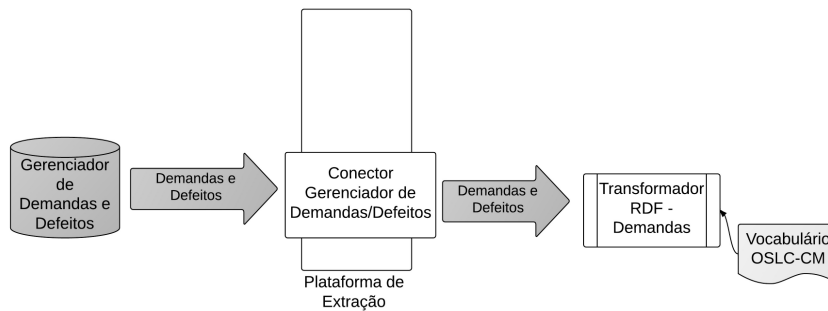 Gerenciador
de
Demandas e
Defeitos
Demandas e
Defeitos
Conector
Gerenciador de
Demandas/Defeitos
Plataforma de
Extração
Demandas e
Defeitos
Transformador
RDF -
Demandas
Vocabulário
OSLC-CM